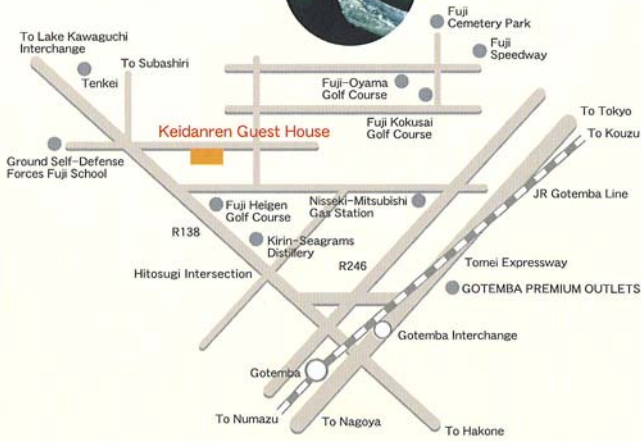 Fuji
Cemetery Park
To Lake Kawaguchi
Interchange
Fuji
Speedway
Tenkei
To Subashiri
Fuji-Oyama
Golf Course
Fuji Kokusai
Golf Course
To Tokyo
Keidanren Guest House
To Kouzu
Ground Self-Defense
Forces Fuji School
JR Gotemba Line
Fuji Heigen
Golf Course
Nisseki-Mitsubishi
Gas Station
R138
Kirin-Seagrams
Distillery
Hitosugi Intersection
R246
Tomei Expressway
GOTEMBA PREMIUM OUTLETS
Gotemba Interchange
Gotemba
To Numazu
To Nagoya
To Hakone